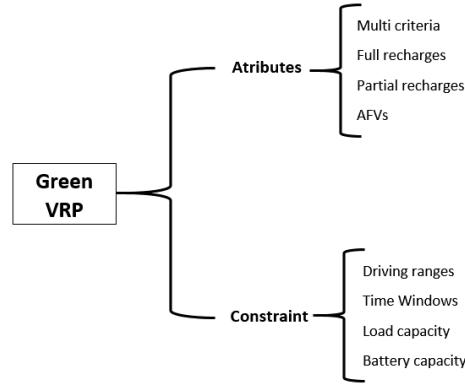 Green
VRP
Atributes
Multi criteria
Full recharges
Partial recharges
AFVs
Constraint
Driving ranges
Time Windows
Load capacity
Battery capacity